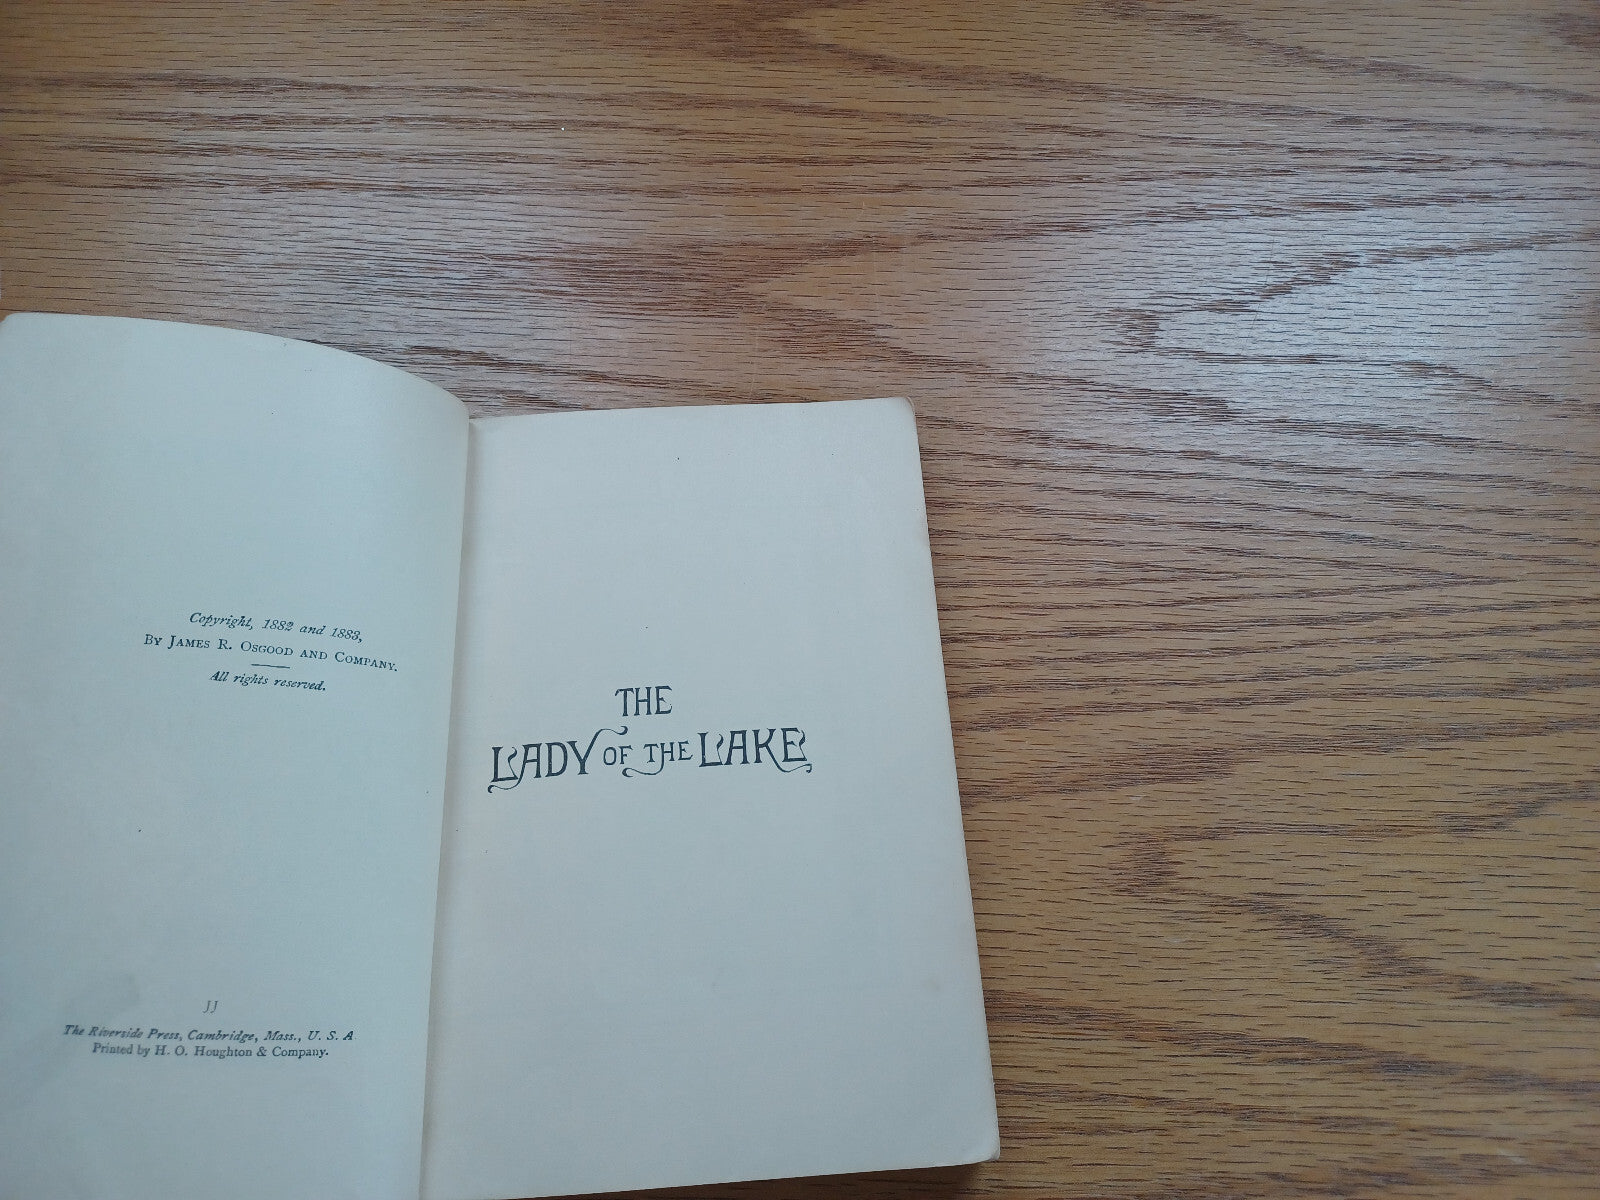 Copyright, 1882 and 1883,
BY JAMES R. OSGOOD AND COMPANY.
All rights reserved.
JJ
The Riverside Press, Cambridge, Mass., U. S. A
Printed by H. O. Houghton & Company.
THE
LADY OF THE LAKE